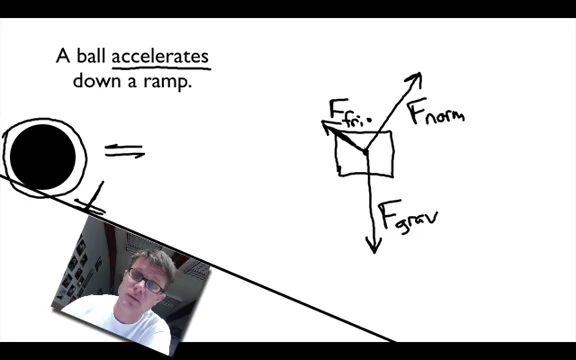 A ball accelerates
down a ramp.
Ffri.
Fnorm
Fgrav